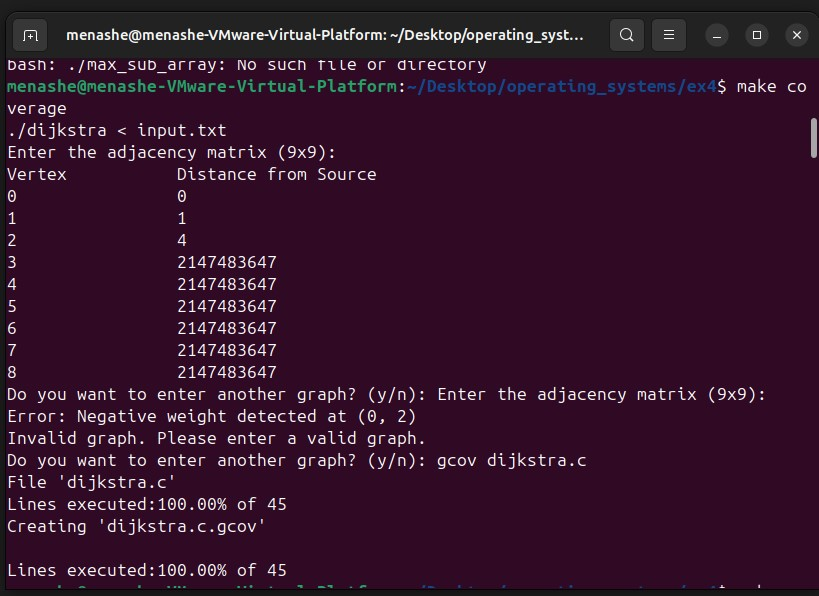 menashe@menashe-VMware-Virtual-Platform: ~/Desktop/operating_syst...
bash: ./max_sub_array: No such file or directory
menashe@menashe-VMware-Virtual-Platform:~/Desktop/operating_systems/ex4$ make co
verage
./dijkstra < input.txt
Enter the adjacency matrix (9x9):
Vertex           Distance from Source
0                0
1                1
2                4
3                2147483647
4                2147483647
5                2147483647
6                2147483647
7                2147483647
8                2147483647
Do you want to enter another graph? (y/n): Enter the adjacency matrix (9x9):
Error: Negative weight detected at (0, 2)
Invalid graph. Please enter a valid graph.
Do you want to enter another graph? (y/n): gcov dijkstra.c
File 'dijkstra.c'
Lines executed:100.00% of 45
Creating 'dijkstra.c.gcov'
Lines executed:100.00% of 45